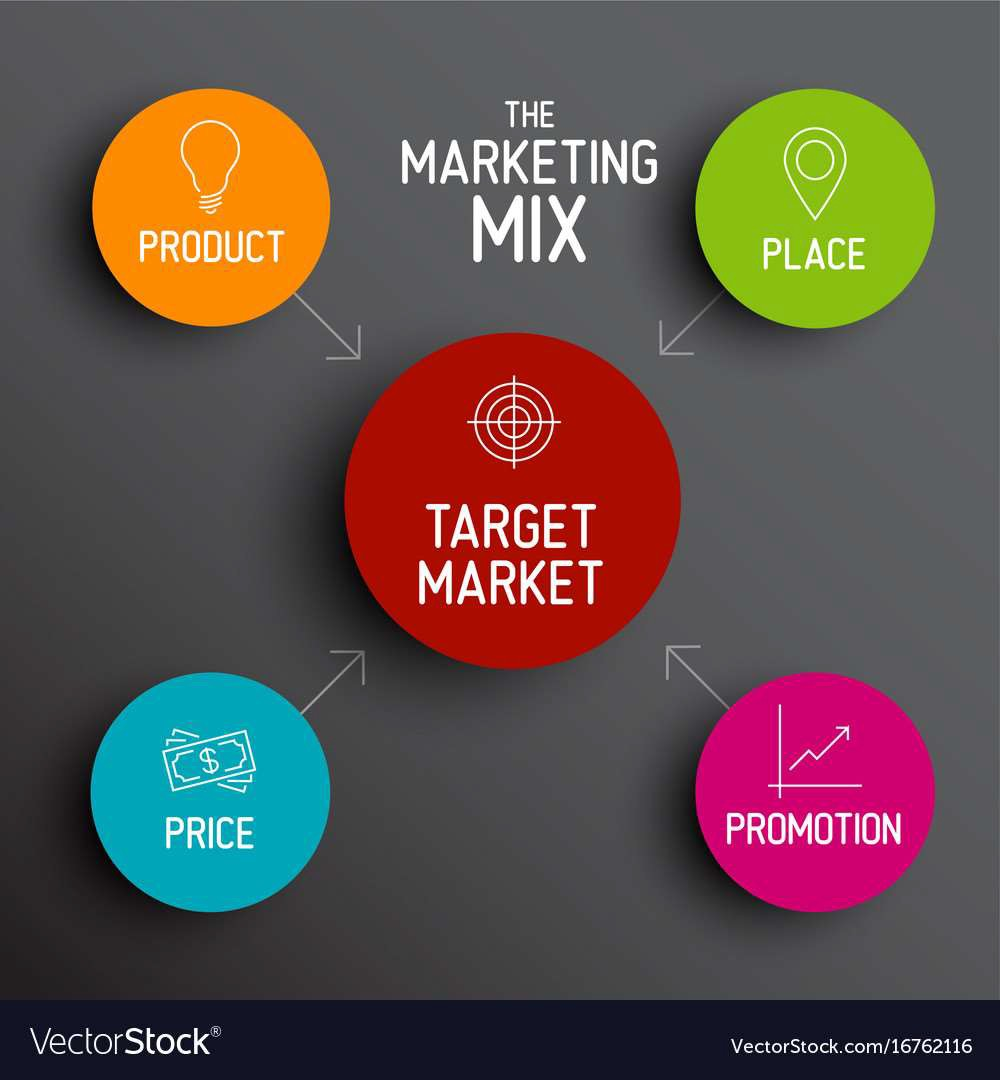 THE
MARKETING
MIX
PRODUCT
PLACE
TARGET
MARKET
$
PRICE
PROMOTION
VectorStock®
VectorStock.com/16762116